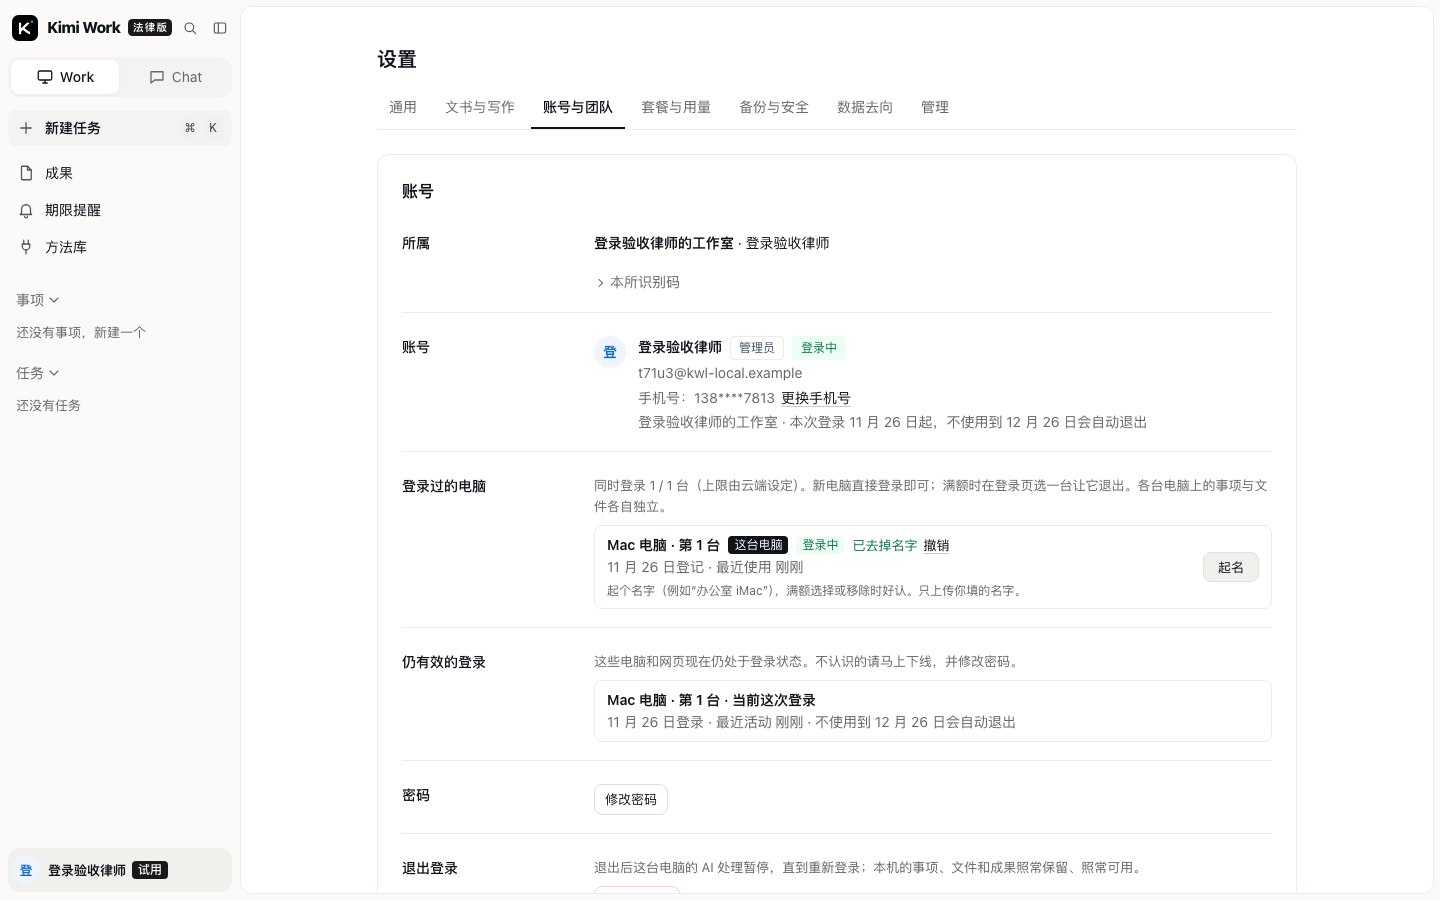 Kimi Work 法律版
Work
Chat
新建任务
⌘ K
成果
期限提醒
方法库
事项
还没有事项，新建一个
任务
还没有任务
登 登录验收律师 试用
设置
通用 文书与写作 账号与团队 套餐与用量 备份与安全 数据去向 管理
账号
所属
登录验收律师的工作室 · 登录验收律师
本所识别码
账号
登 登录验收律师 管理员 登录中
t71u3@kwl-local.example
手机号：138****7813 更换手机号
登录验收律师的工作室 · 本次登录 11 月 26 日起，不使用到 12 月 26 日会自动退出
登录过的电脑
同时登录 1 / 1 台（上限由云端设定）。新电脑直接登录即可；满额时在登录页选一台让它退出。各台电脑上的事项与文
件各自独立。
Mac 电脑 · 第 1 台 这台电脑 登录中 已去掉名字 撤销
11 月 26 日登记 · 最近使用 刚刚
起个名字（例如“办公室 iMac”），满额选择或移除时好认。只上传你填的名字。
起名
仍有效的登录
这些电脑和网页现在仍处于登录状态。不认识的请马上下线，并修改密码。
Mac 电脑 · 第 1 台 · 当前这次登录
11 月 26 日登录 · 最近活动 刚刚 · 不使用到 12 月 26 日会自动退出
密码
修改密码
退出登录
退出后这台电脑的 AI 处理暂停，直到重新登录；本机的事项、文件和成果照常保留、照常可用。